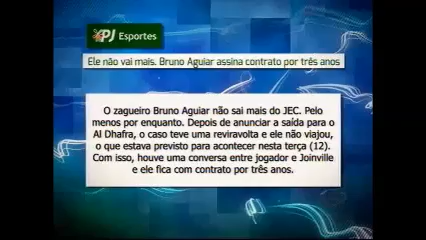 PJ Esportes
Ele não vai mais. Bruno Aguiar assina contrato por três anos
O zagueiro Bruno Aguiar não sai mais do JEC. Pelo
menos por enquanto. Depois de anunciar a saída para o
Al Dhafra, o caso teve uma reviravolta e ele não viajou,
o que estava previsto para acontecer nesta terça (12).
Com isso, houve uma conversa entre jogador e Joinville
e ele fica com contrato por três anos.